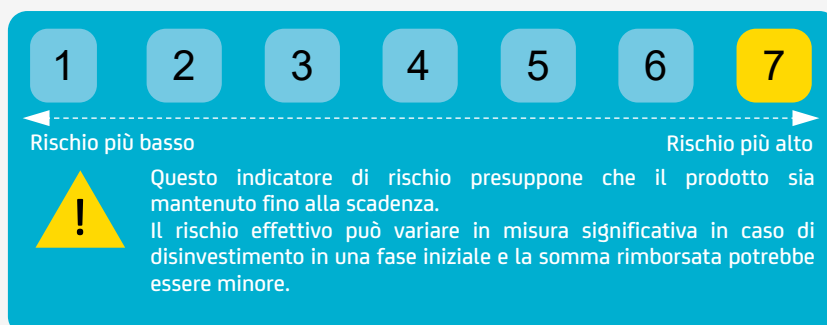 1 2 3 4 5 6 7
Rischio più basso Rischio più alto
!
Questo indicatore di rischio presuppone che il prodotto sia
mantenuto fino alla scadenza.
Il rischio effettivo può variare in misura significativa in caso di
disinvestimento in una fase iniziale e la somma rimborsata potrebbe
essere minore.